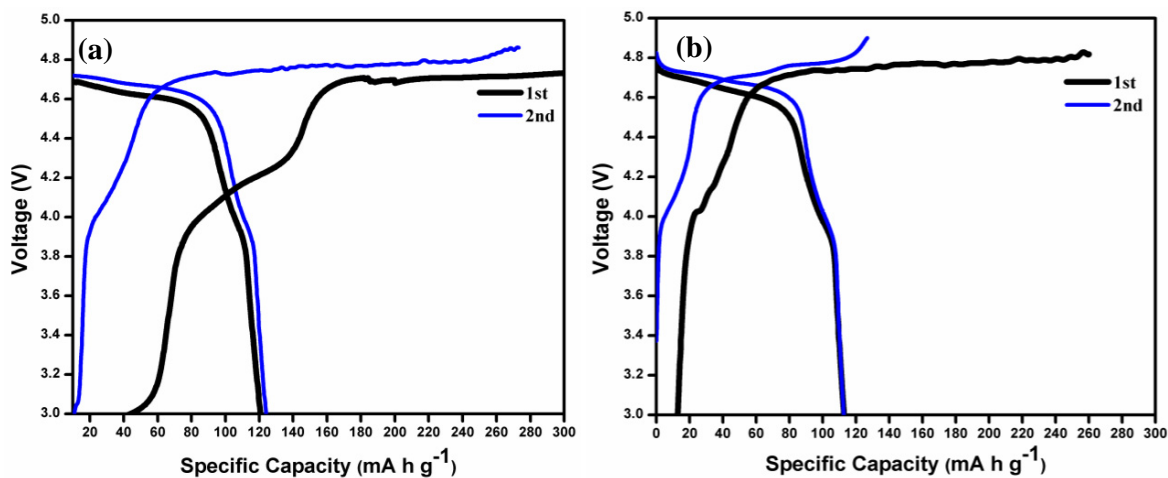 (a)
1st
2nd
5.0
4.8
4.6
4.4
4.2
4.0
3.8
3.6
3.4
3.2
3.0
Voltage (V)
20 40 60 80 100 120 140 160 180 200 220 240 260 280 300
Specific Capacity (mA h g-1)
(b)
1st
2nd
5.0
4.8
4.6
4.4
4.2
4.0
3.8
3.6
3.4
3.2
3.0
Voltage (V)
0 20 40 60 80 100 120 140 160 180 200 220 240 260 280 300
Specific Capacity (mA h g-1)